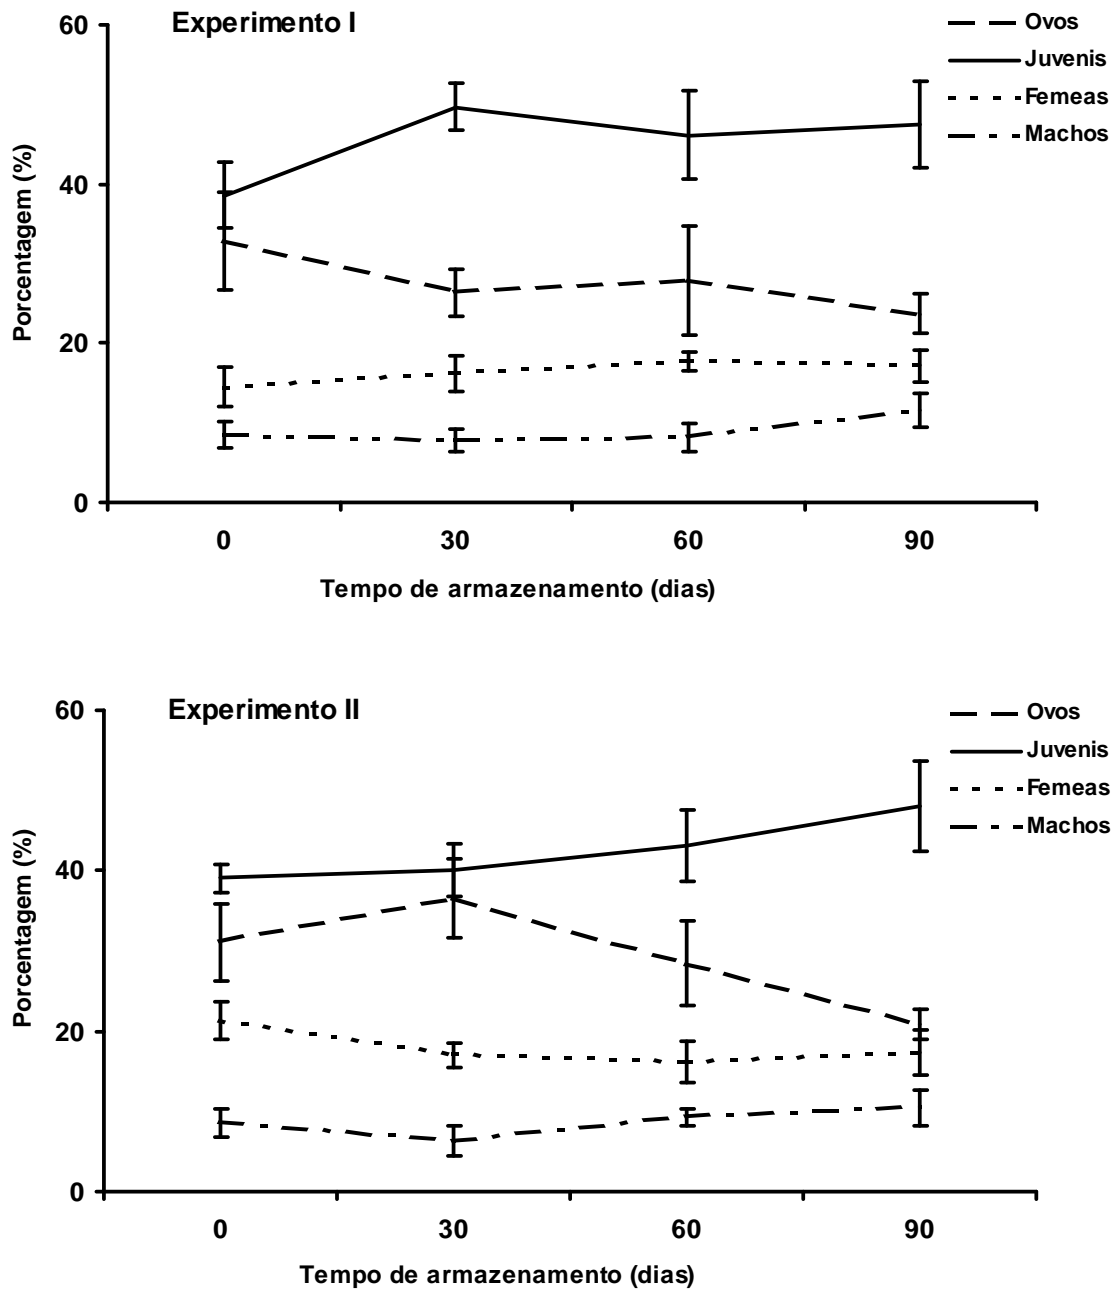 Experimento I
Ovos
Juvenis
Femeas
Machos
Porcentagem (%)
60
40
20
0
0 30 60 90
Tempo de armazenamento (dias)
Experimento II
Ovos
Juvenis
Femeas
Machos
Porcentagem (%)
60
40
20
0
0 30 60 90
Tempo de armazenamento (dias)